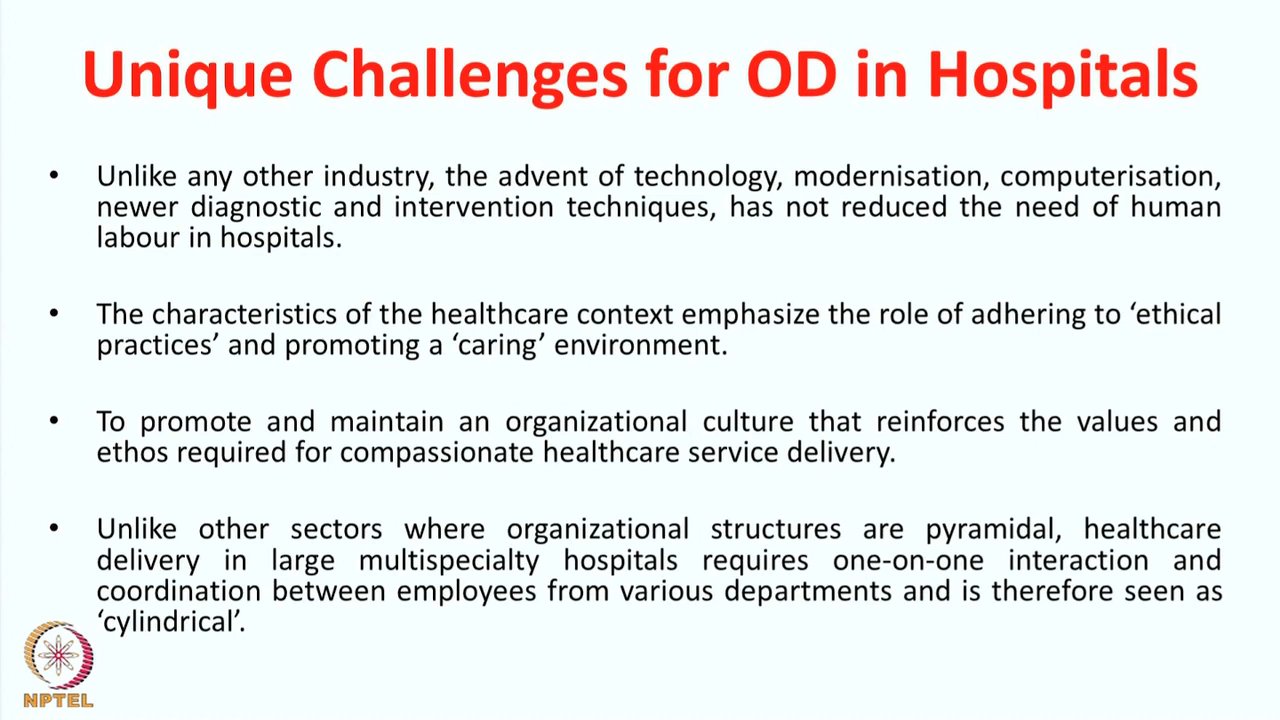 Unique Challenges for OD in Hospitals
• Unlike any other industry, the advent of technology, modernisation, computerisation,
newer diagnostic and intervention techniques, has not reduced the need of human
labour in hospitals.
• The characteristics of the healthcare context emphasize the role of adhering to ‘ethical
practices’ and promoting a ‘caring’ environment.
• To promote and maintain an organizational culture that reinforces the values and
ethos required for compassionate healthcare service delivery.
• Unlike other sectors where organizational structures are pyramidal, healthcare
delivery in large multispecialty hospitals requires one-on-one interaction and
coordination between employees from various departments and is therefore seen as
‘cylindrical’.
NPTEL